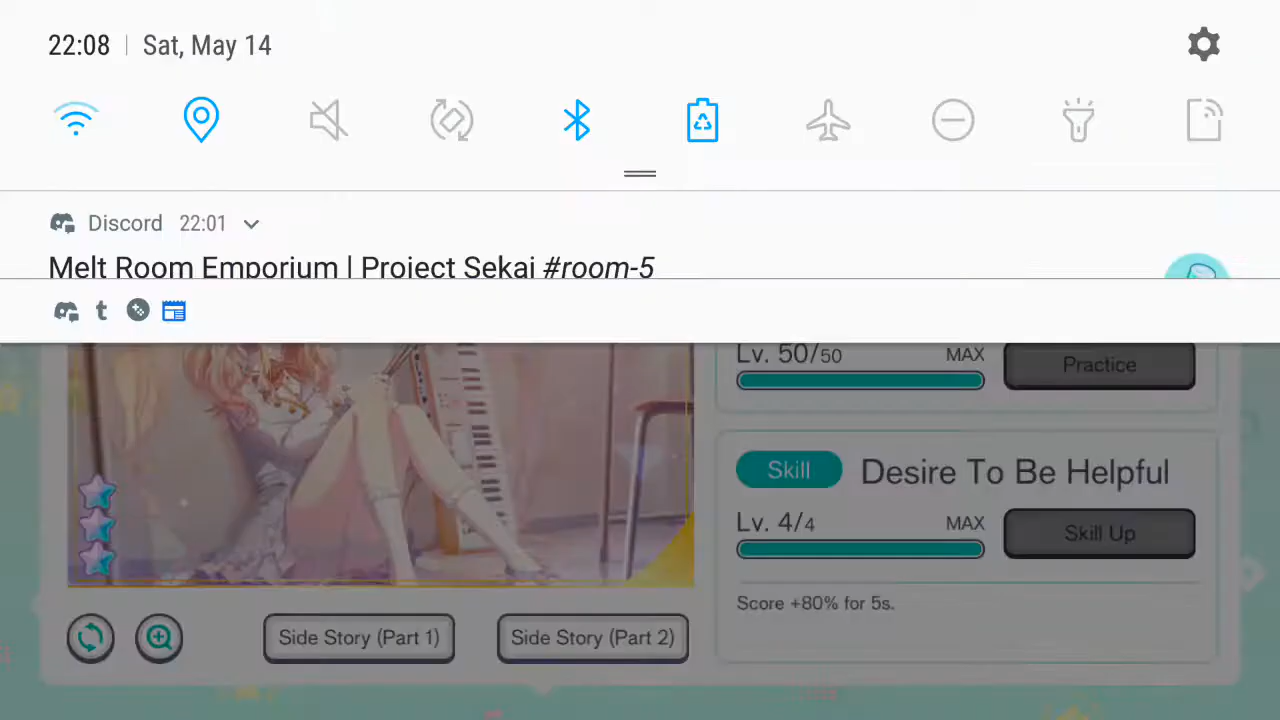 22:08 | Sat, May 14
Discord 22:01
Melt Room Emporium | Project Sekai #room-5
t
Lv. 50/50 MAX
Practice
Skill Desire To Be Helpful
Lv. 4/4 MAX
Skill Up
Score +80% for 5s.
Side Story (Part 1) Side Story (Part 2)